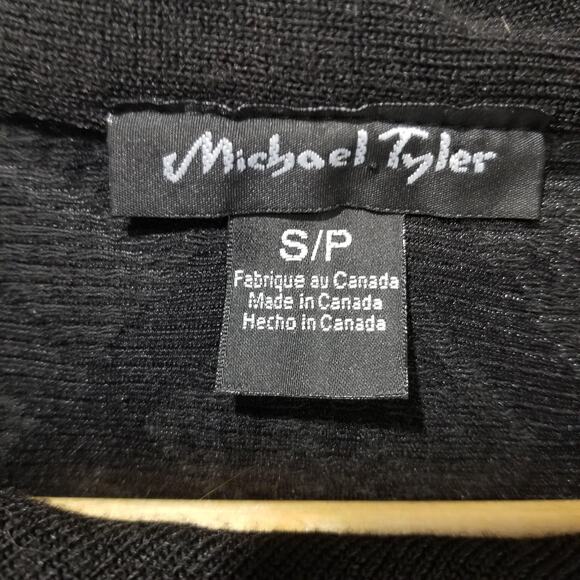 Michael Tyler
S/P
Fabrique au Canada
Made in Canada
Hecho in Canada